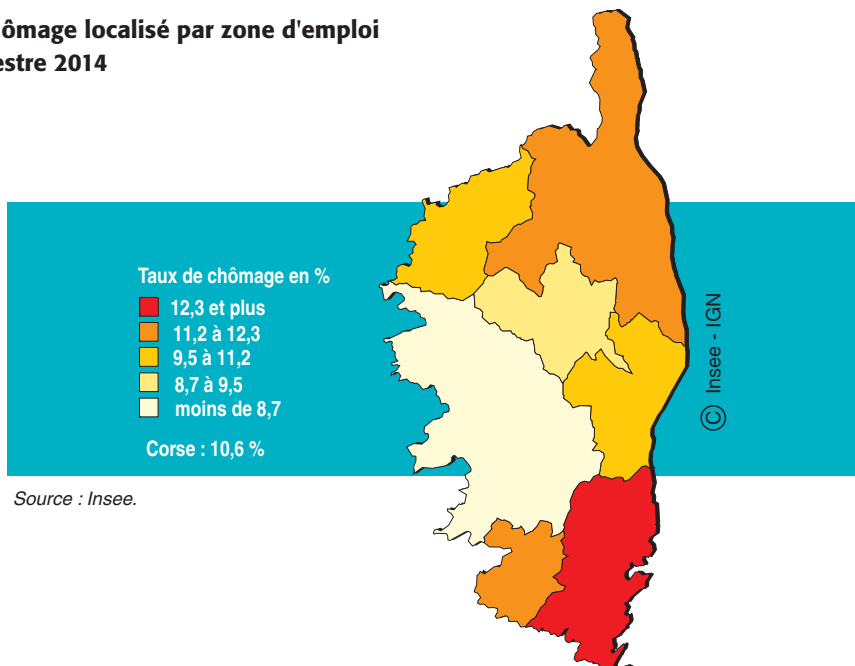 ômage localisé par zone d'emploi
estre 2014
Taux de chômage en %
12,3 et plus
11,2 à 12,3
9,5 à 11,2
8,7 à 9,5
moins de 8,7
Corse : 10,6 %
© Insee - IGN
Source : Insee.